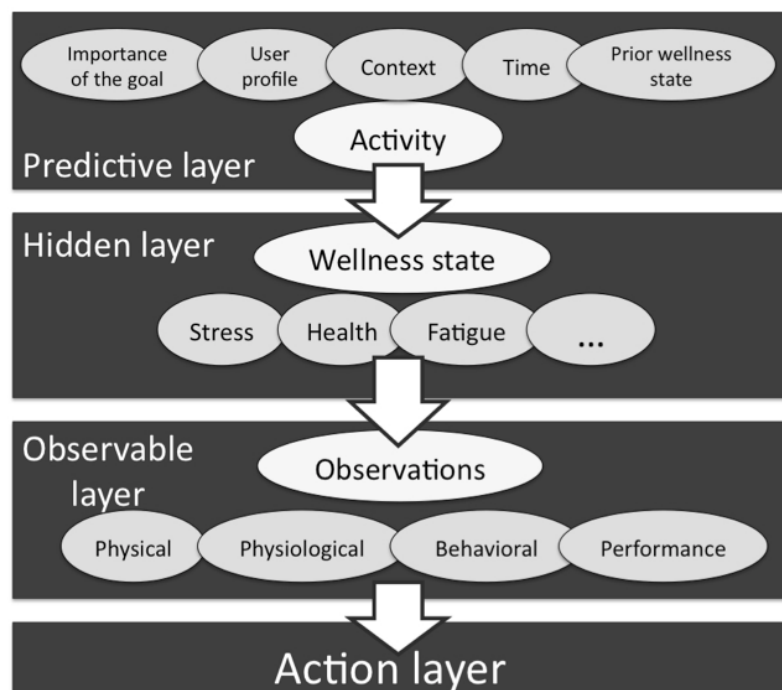 Importance
of the goal
User
profile
Context
Time
Prior wellness
state
Activity
Predictive layer
Hidden layer
Wellness state
Stress
Health
Fatigue
...
Observable
layer
Observations
Physical
Physiological
Behavioral
Performance
Action layer